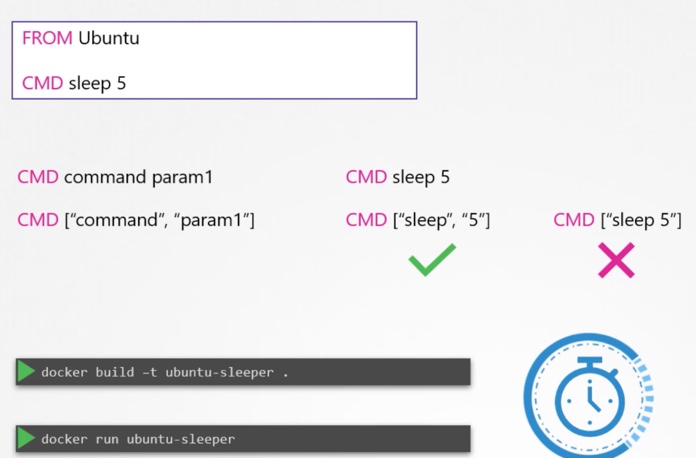 FROM Ubuntu
CMD sleep 5
CMD command param1
CMD sleep 5
CMD [“command”, “param1”]
CMD [“sleep”, “5”]
CMD [“sleep 5”]
docker build –t ubuntu-sleeper .
docker run ubuntu-sleeper